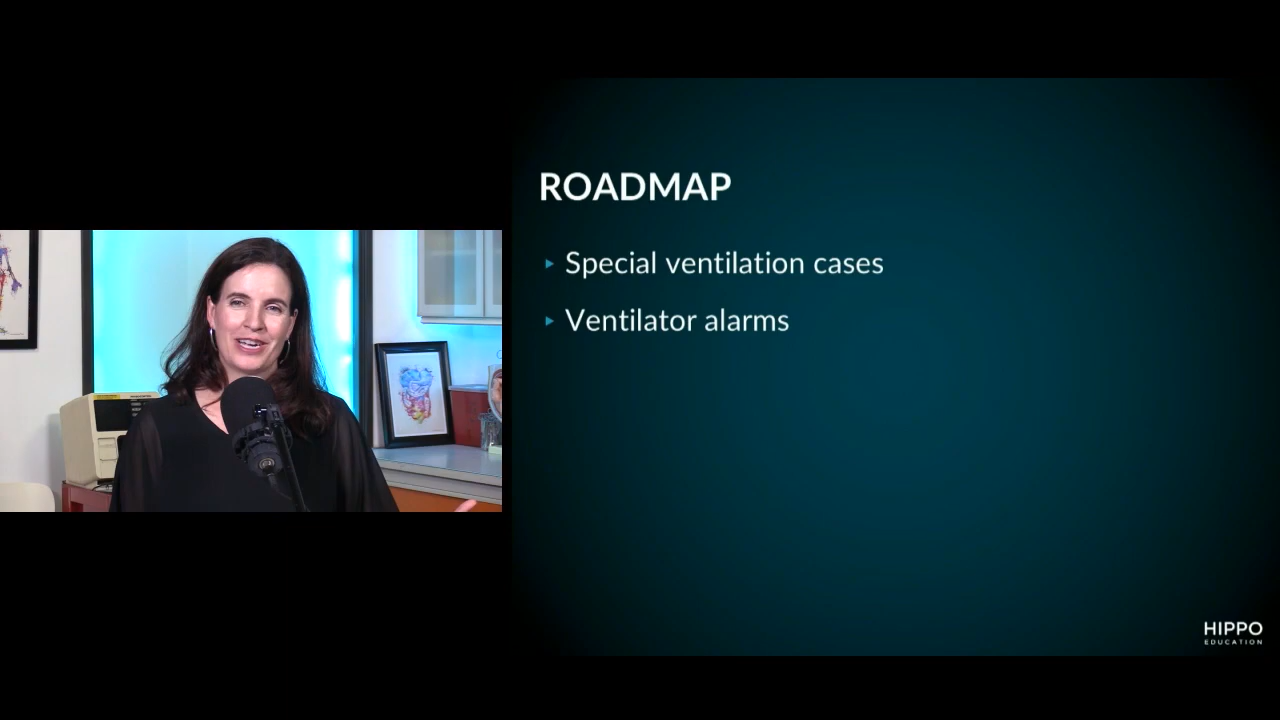 ROADMAP
Special ventilation cases
Ventilator alarms
HIPPO
EDUCATION